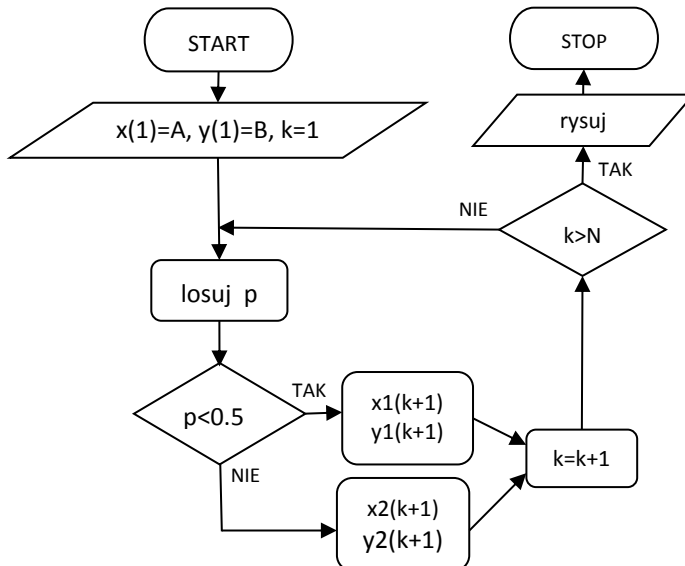 START
x(1)=A, y(1)=B, k=1
losuj p
p<0.5
TAK
NIE
x1(k+1)
y1(k+1)
x2(k+1)
y2(k+1)
k=k+1
k>N
NIE
TAK
rysuj
STOP